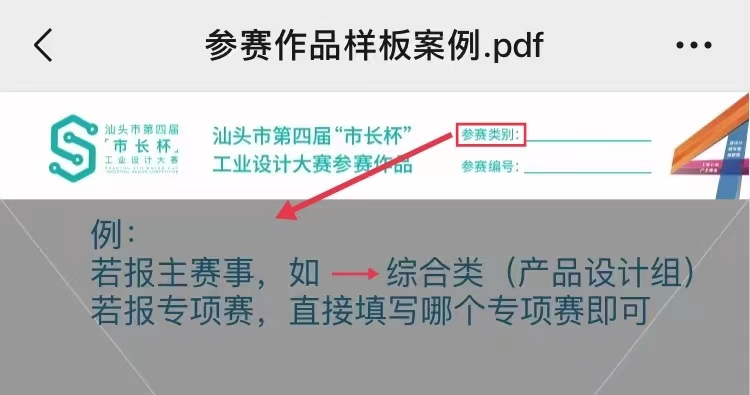 参赛作品样板案例.pdf
汕头市第四届
「市长杯」
工业设计大赛
汕头市第四届“市长杯”
工业设计大赛参赛作品
参赛类别：
参赛编号：
例：
若报主赛事，如 → 综合类（产品设计组）
若报专项赛，直接填写哪个专项赛即可